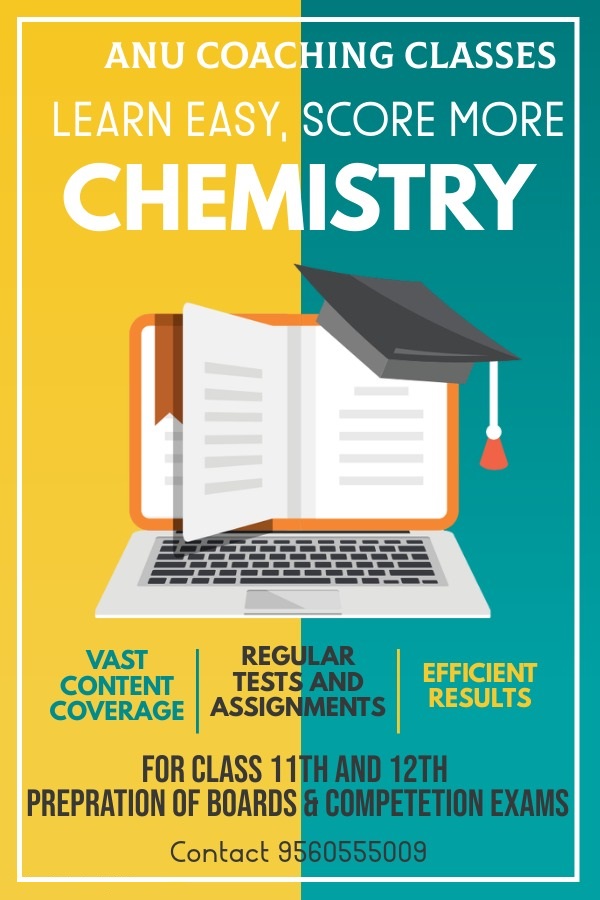 ANU COACHING CLASSES
LEARN EASY, SCORE MORE
CHEMISTRY
VAST
CONTENT
COVERAGE
REGULAR
TESTS AND
ASSIGNMENTS
EFFICIENT
RESULTS
FOR CLASS 11TH AND 12TH
PREPRATION OF BOARDS & COMPETETION EXAMS
Contact 9560555009